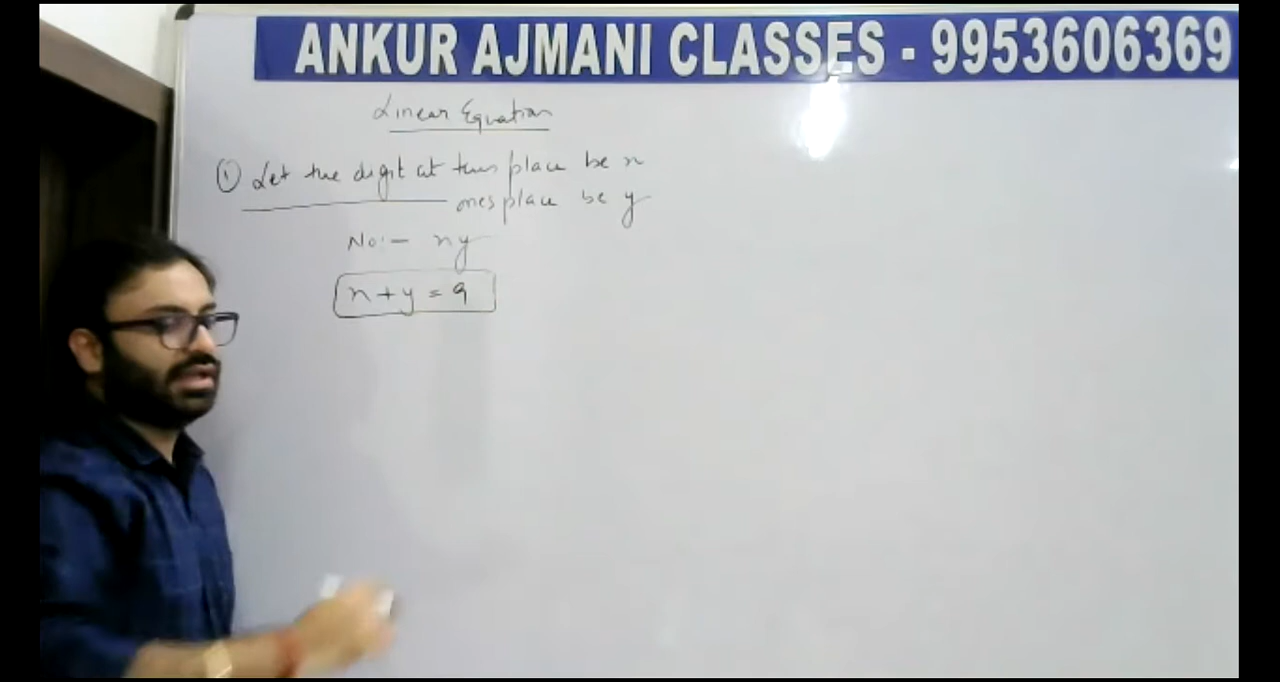 ANKUR AJMANI CLASSES - 9953606369
Linear Equation
① Let the digit at tens place be x
ones place be y
No:- xy
x+y = 9